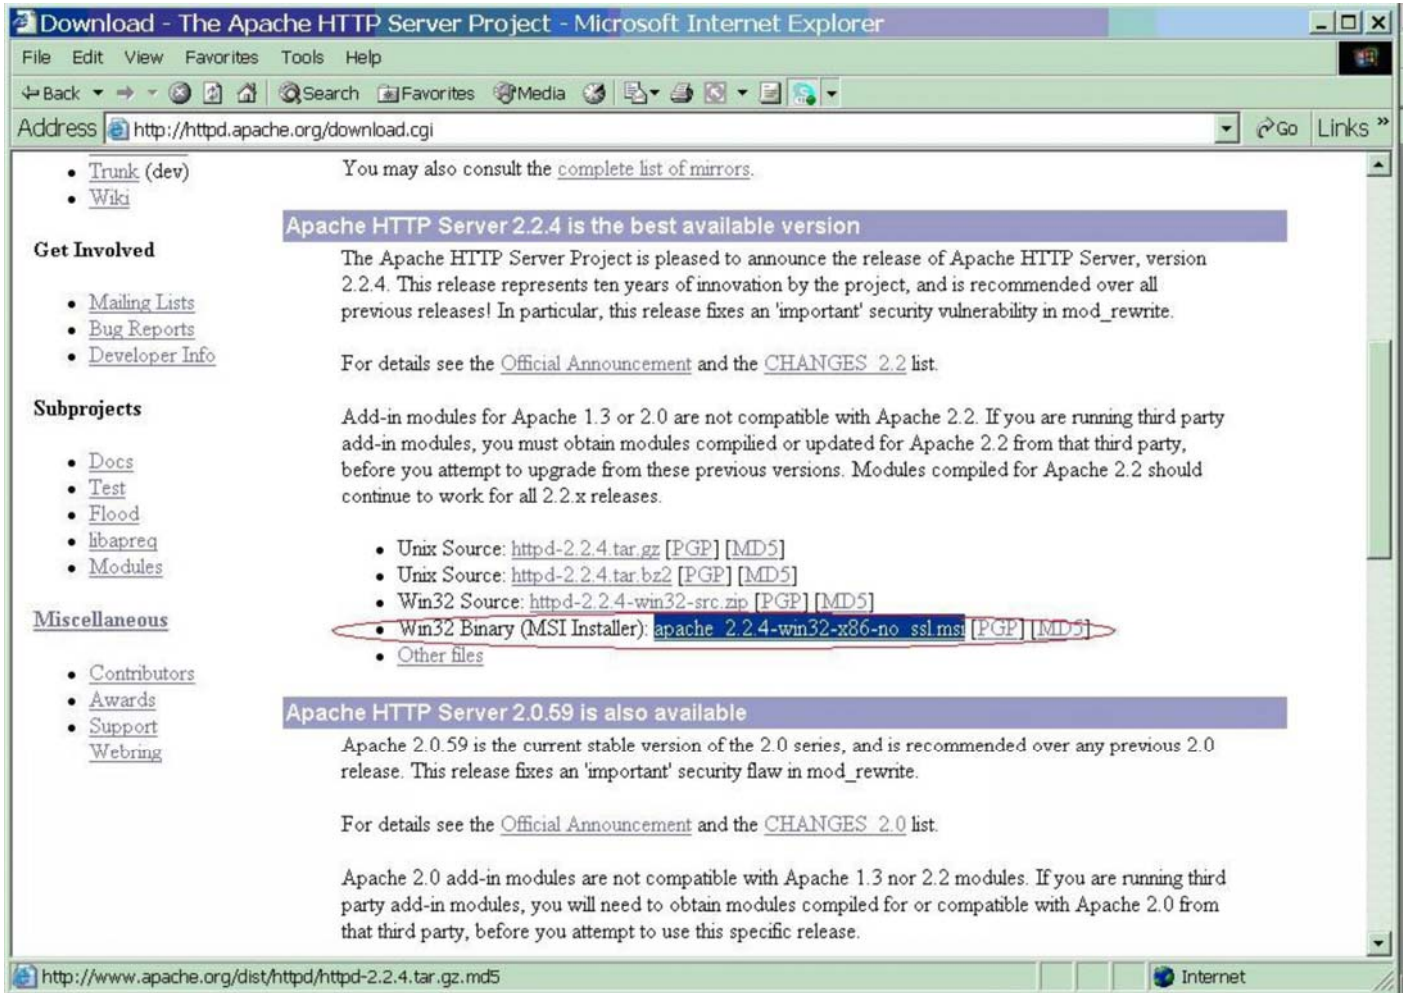 Download - The Apache HTTP Server Project - Microsoft Internet Explorer
File Edit View Favorites Tools Help
Back Search Favorites Media
Address http://httpd.apache.org/download.cgi Go Links »
Trunk (dev)
Wiki
Get Involved
Mailing Lists
Bug Reports
Developer Info
Subprojects
Docs
Test
Flood
libapreq
Modules
Miscellaneous
Contributors
Awards
Support
Webring
You may also consult the complete list of mirrors.
Apache HTTP Server 2.2.4 is the best available version
The Apache HTTP Server Project is pleased to announce the release of Apache HTTP Server, version
2.2.4. This release represents ten years of innovation by the project, and is recommended over all
previous releases! In particular, this release fixes an 'important' security vulnerability in mod_rewrite.
For details see the Official Announcement and the CHANGES_2.2 list.
Add-in modules for Apache 1.3 or 2.0 are not compatible with Apache 2.2. If you are running third party
add-in modules, you must obtain modules compilied or updated for Apache 2.2 from that third party,
before you attempt to upgrade from these previous versions. Modules compiled for Apache 2.2 should
continue to work for all 2.2.x releases.
Unix Source: httpd-2.2.4.tar.gz [PGP] [MD5]
Unix Source: httpd-2.2.4.tar.bz2 [PGP] [MD5]
Win32 Source: httpd-2.2.4-win32-src.zip [PGP] [MD5]
Win32 Binary (MSI Installer): apache_2.2.4-win32-x86-no_ssl.msi [PGP] [MD5]
Other files
Apache HTTP Server 2.0.59 is also available
Apache 2.0.59 is the current stable version of the 2.0 series, and is recommended over any previous 2.0
release. This release fixes an 'important' security flaw in mod_rewrite.
For details see the Official Announcement and the CHANGES_2.0 list.
Apache 2.0 add-in modules are not compatible with Apache 1.3 nor 2.2 modules. If you are running third
party add-in modules, you will need to obtain modules compiled for or compatible with Apache 2.0 from
that third party, before you attempt to use this specific release.
http://www.apache.org/dist/httpd/httpd-2.2.4.tar.gz.md5 Internet